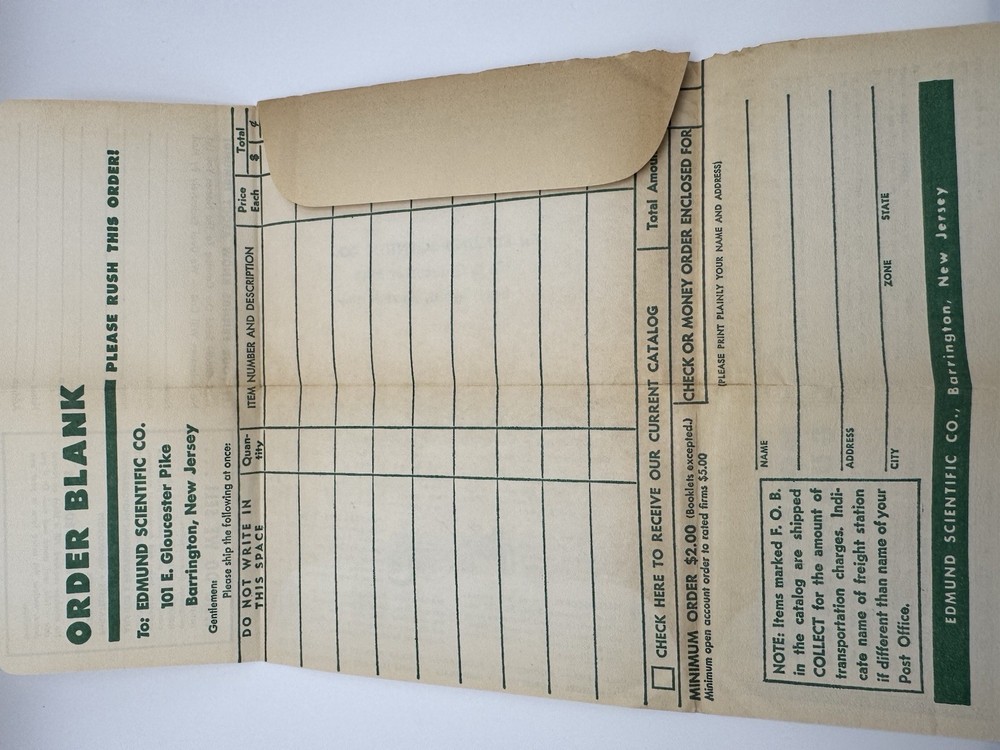 ORDER BLANK
PLEASE RUSH THIS ORDER!
To: EDMUND SCIENTIFIC CO.
101 E. Gloucester Pike
Barrington, New Jersey
Gentlemen:
Please ship the following at once:
DO NOT WRITE IN
THIS SPACE
Quan-
tity
ITEM NUMBER AND DESCRIPTION
Price
Each
Total
$ ¢
CHECK HERE TO RECEIVE OUR CURRENT CATALOG
Total
MINIMUM ORDER $2.00 (Booklets excepted.)
Minimum open account order to rated firms $5.00
CHECK OR MONEY ORDER ENCLOSED FOR
(PLEASE PRINT PLAINLY YOUR NAME AND ADDRESS)
NOTE: Items marked F. O. B.
in the catalog are shipped
COLLECT for the amount of
transportation charges. Indi-
cate name of freight station
if different than name of your
Post Office.
NAME
ADDRESS
CITY ZONE STATE
EDMUND SCIENTIFIC CO., Barrington, New Jersey